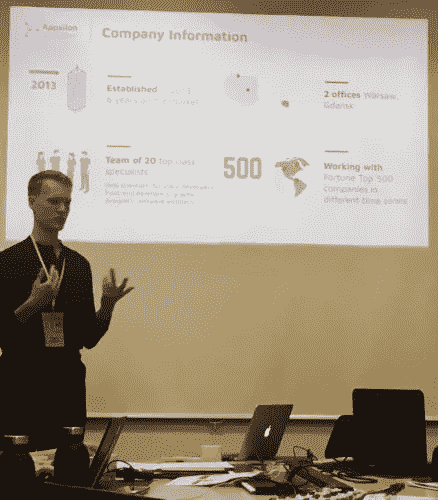 Appsilon
Company Information
2013
Established
2 offices Warsaw,
Gdansk
Team of 20 top class
specialists
500
Working with
Fortune Top 500
companies in
different time zones